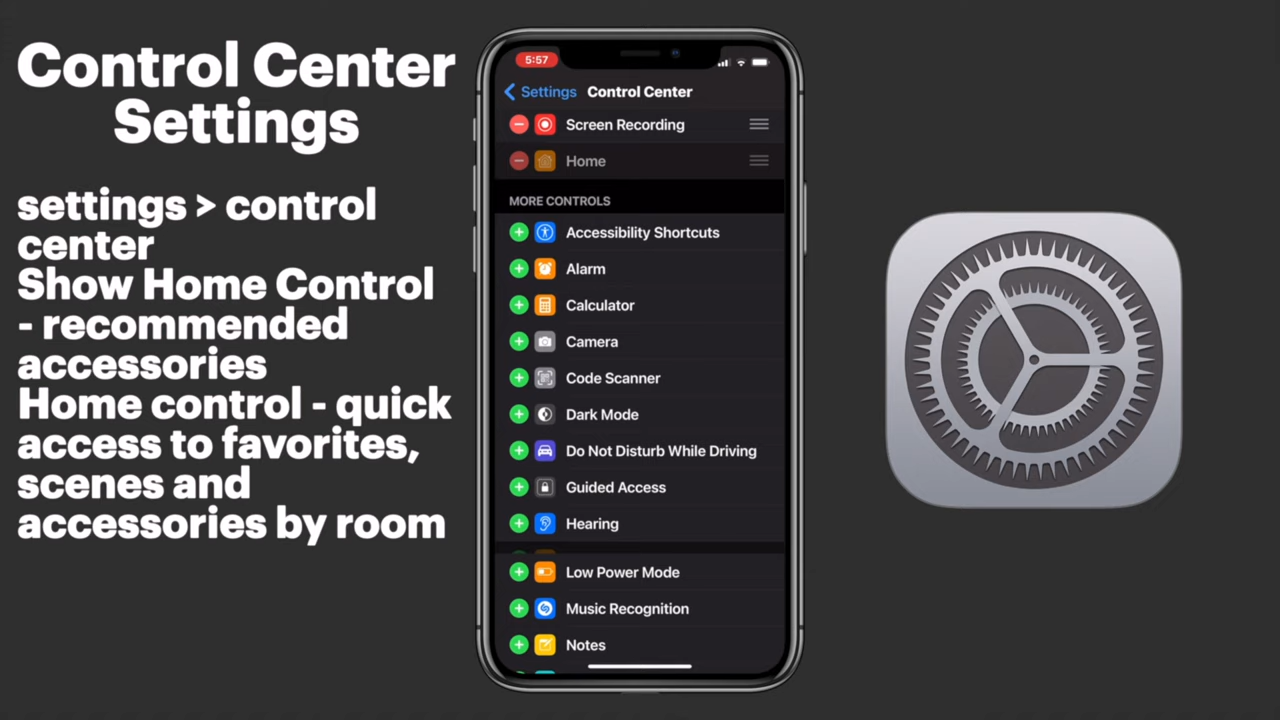 Control Center
Settings
settings > control
center
Show Home Control
- recommended
accessories
Home control - quick
access to favorites,
scenes and
accessories by room
5:57
Settings Control Center
Screen Recording
Home
MORE CONTROLS
Accessibility Shortcuts
Alarm
Calculator
Camera
Code Scanner
Dark Mode
Do Not Disturb While Driving
Guided Access
Hearing
Low Power Mode
Music Recognition
Notes